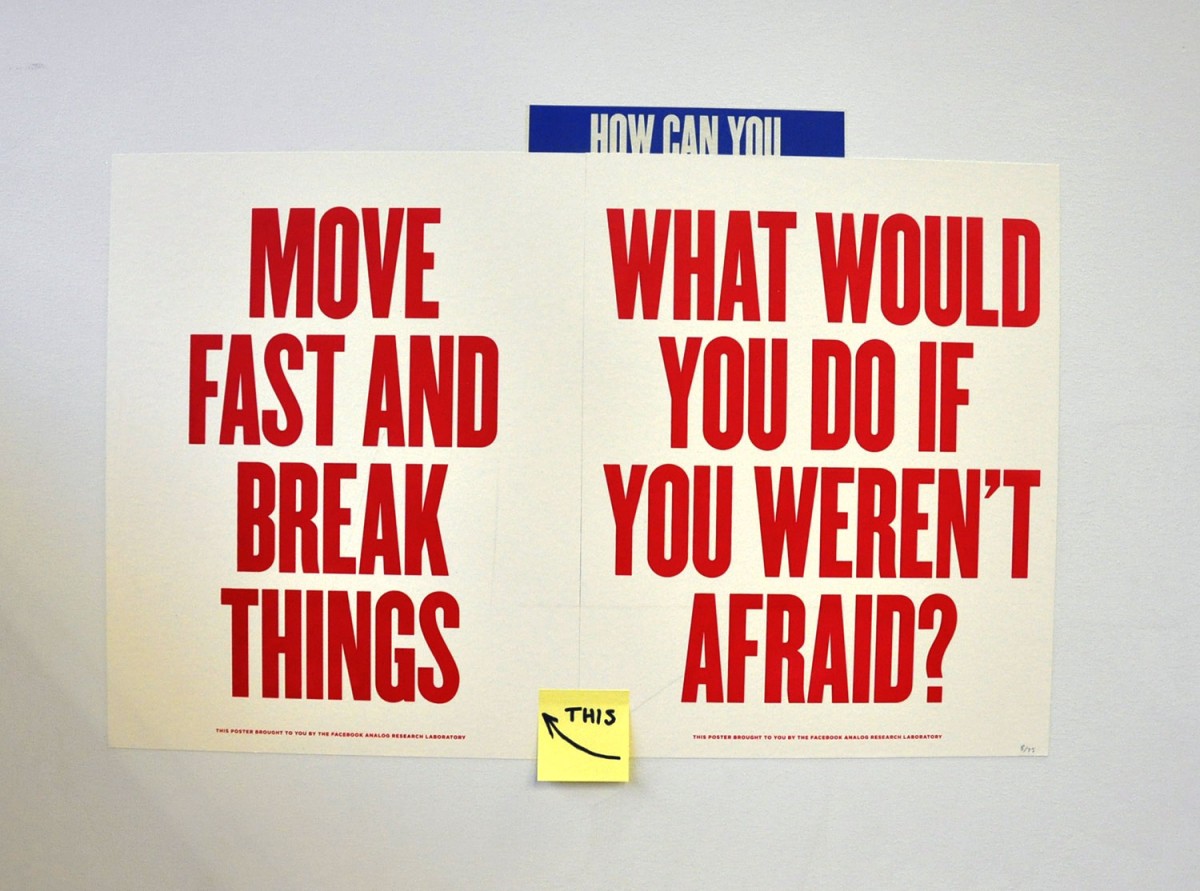 HOW CAN YOU
MOVE
FAST AND
BREAK
THINGS
THIS POSTER BROUGHT TO YOU BY THE FACEBOOK ANALOG RESEARCH LABORATORY
WHAT WOULD
YOU DO IF
YOU WEREN'T
AFRAID?
THIS POSTER BROUGHT TO YOU BY THE FACEBOOK ANALOG RESEARCH LABORATORY
THIS